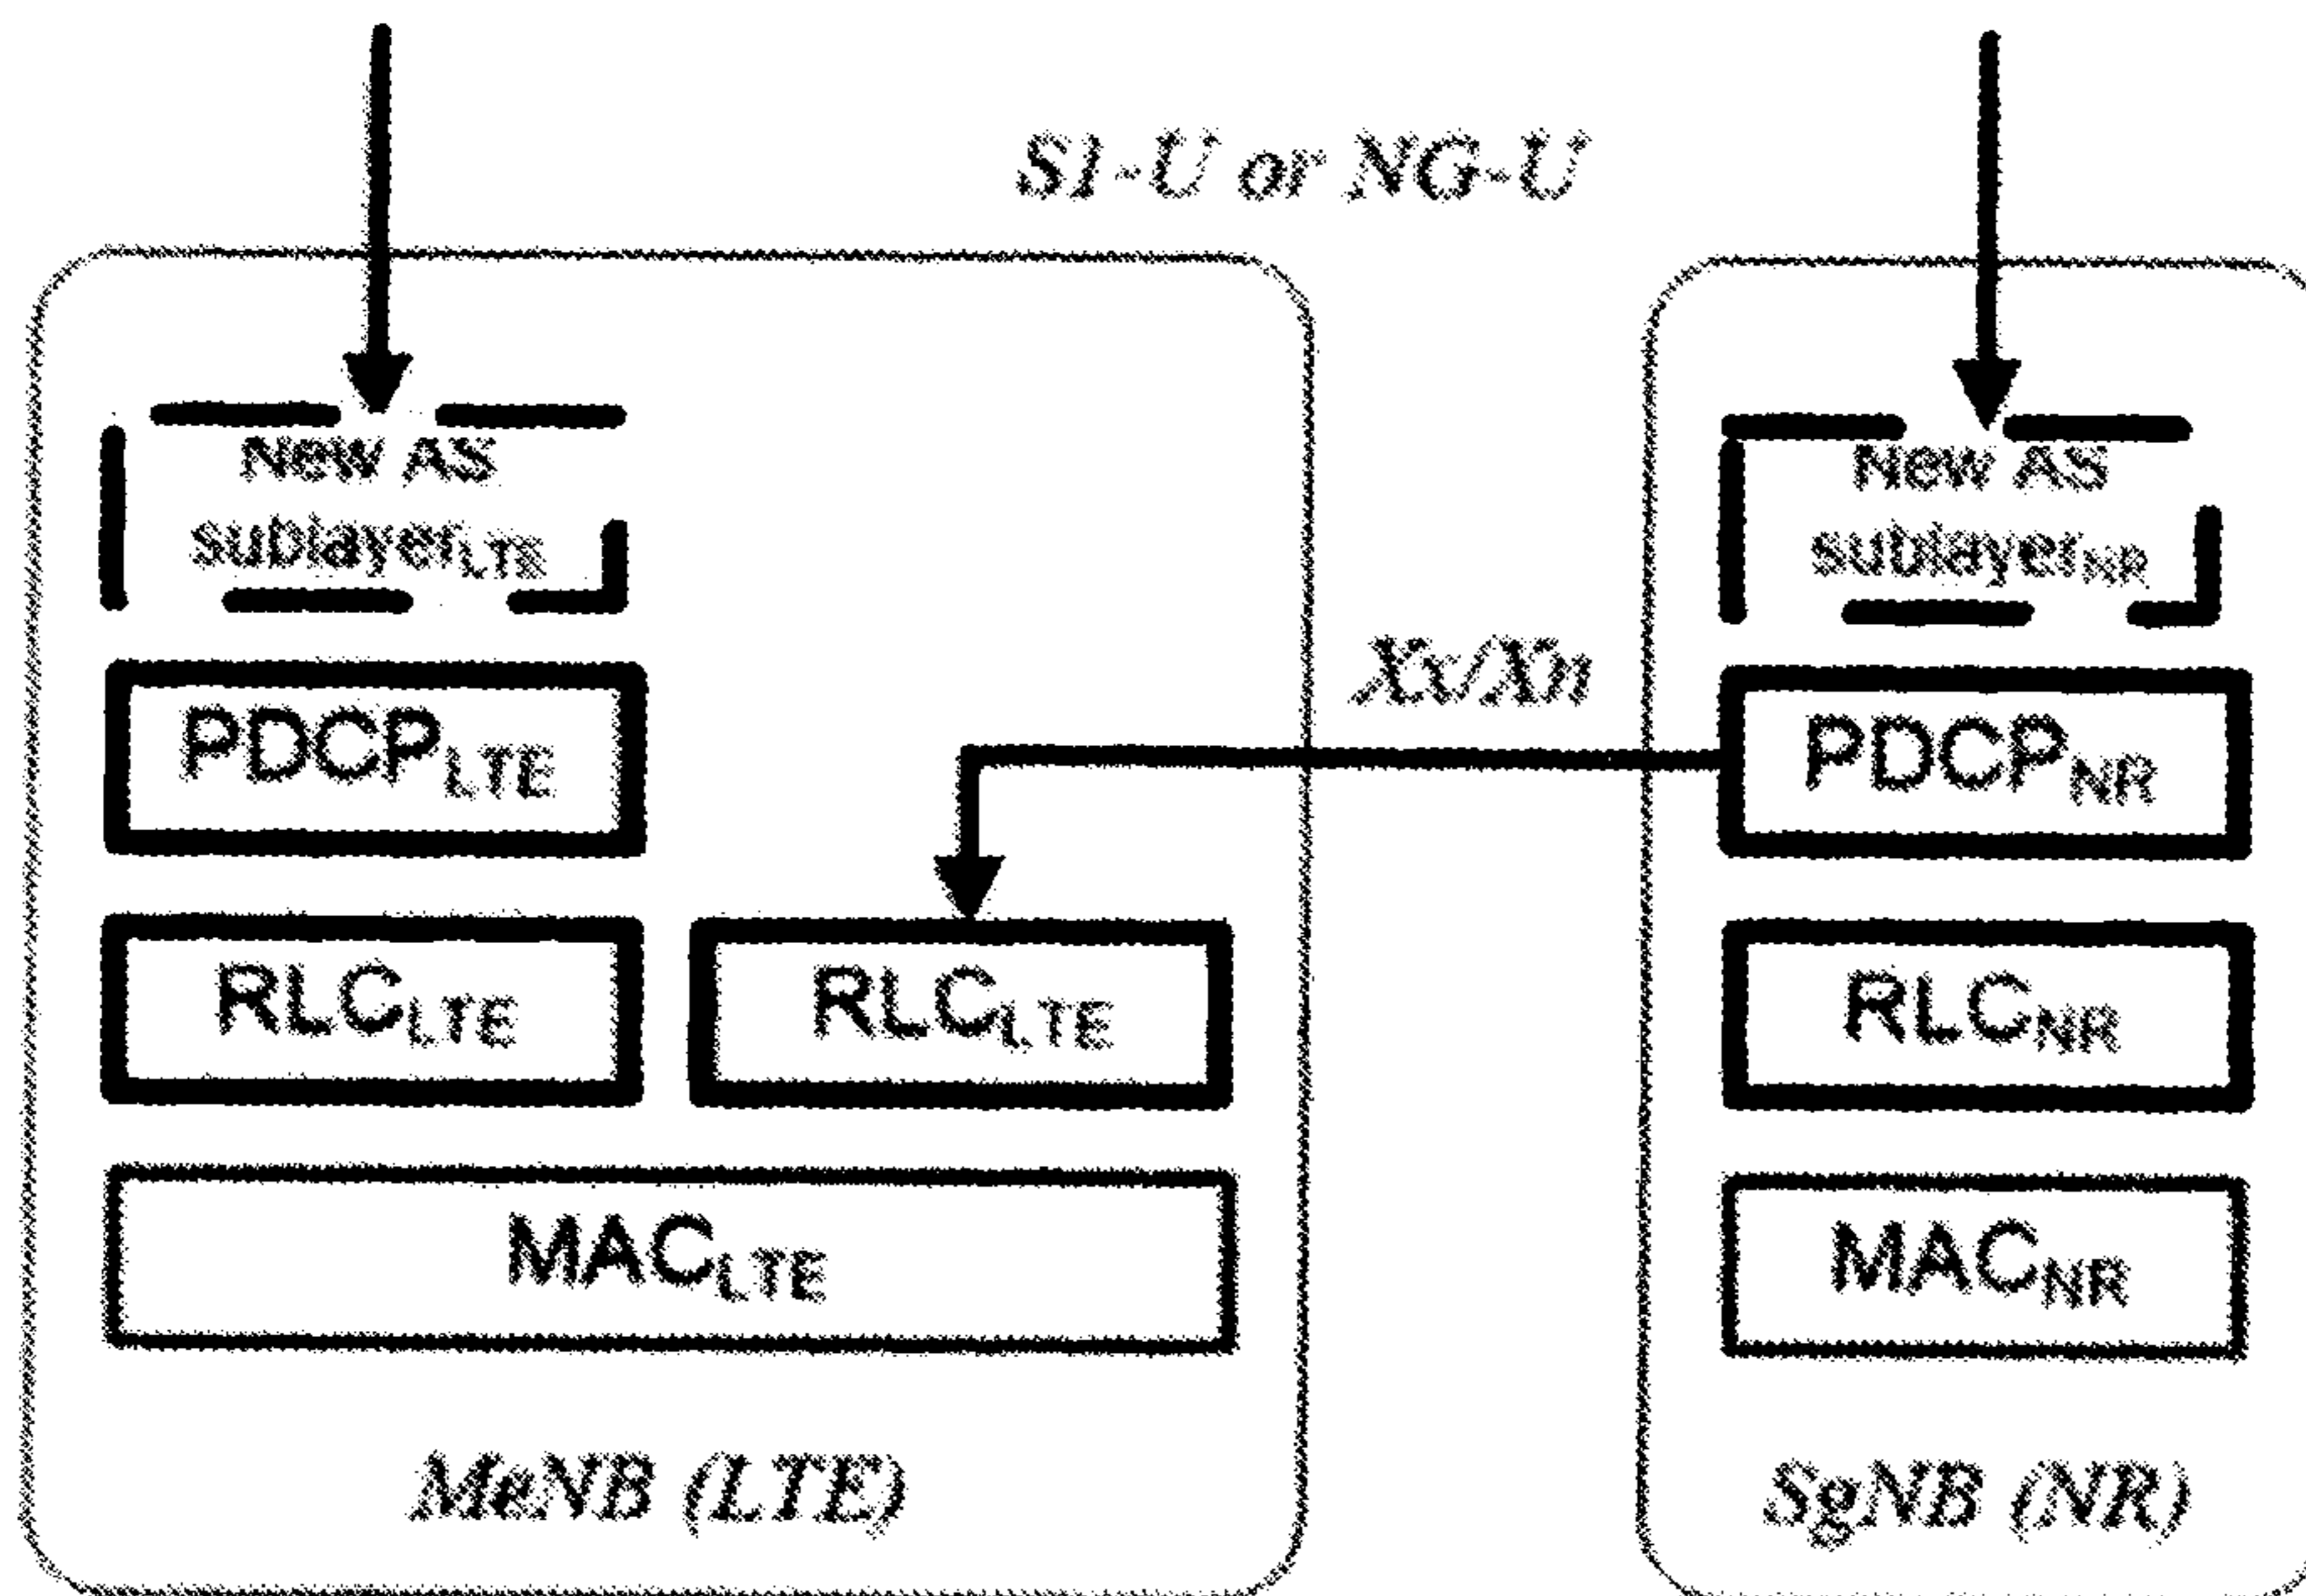 S1-U or NG-U
New AS
sublayerLTE
PDCPLTE
RLCLTE
RLCLTE
MACLTE
MeNB (LTE)
Xx/Xn
New AS
sublayerNR
PDCPNR
RLCNR
MACNR
SgNB (NR)